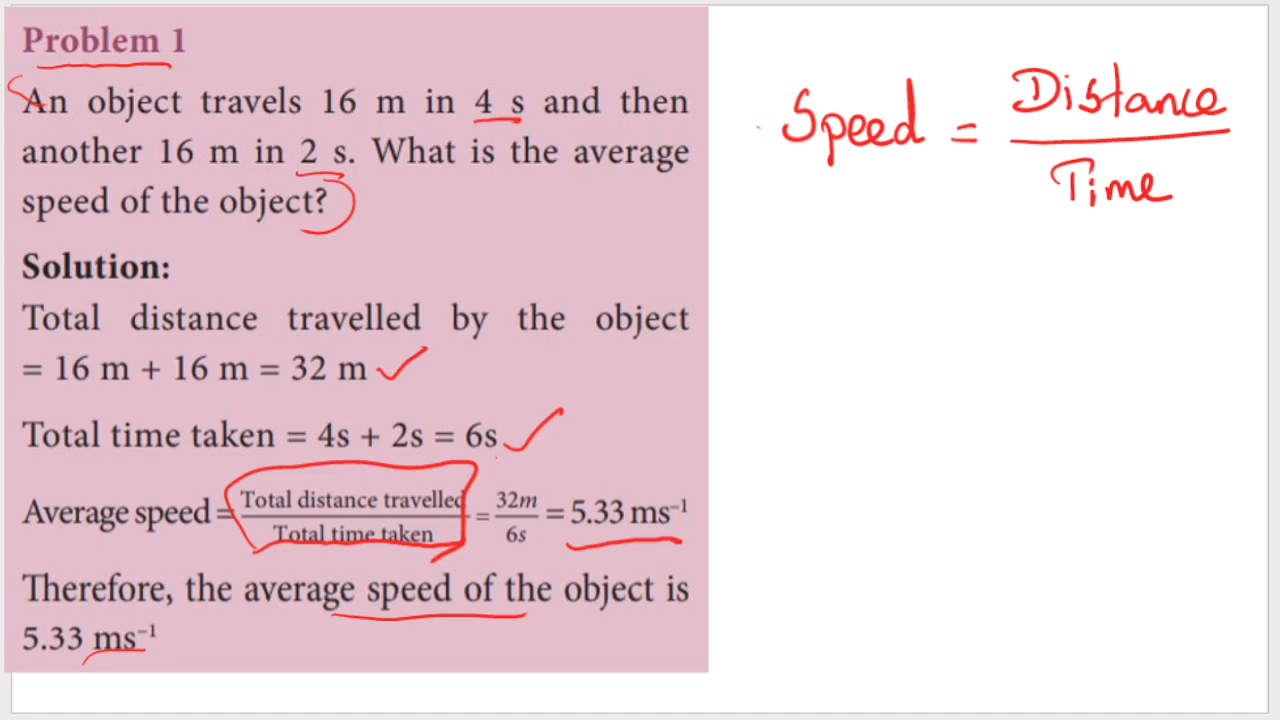 Problem 1
An object travels 16 m in 4 s and then
another 16 m in 2 s. What is the average
speed of the object?
Solution:
Total distance travelled by the object
= 16 m + 16 m = 32 m
Total time taken = 4s + 2s = 6s
Average speed = Total distance travelled / Total time taken = 32m / 6s = 5.33 ms⁻¹
Therefore, the average speed of the object is
5.33 ms⁻¹
Speed = Distance / Time